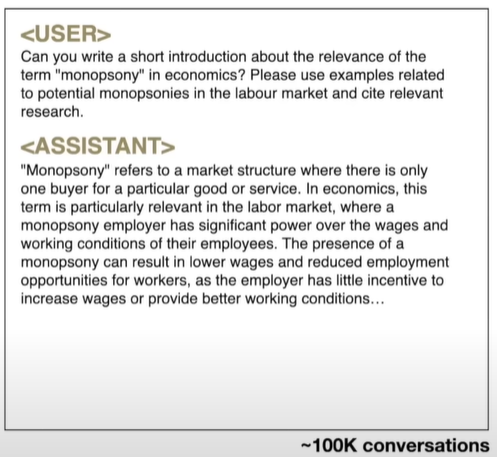 <USER>
Can you write a short introduction about the relevance of the
term "monopsony" in economics? Please use examples related
to potential monopsonies in the labour market and cite relevant
research.
<ASSISTANT>
"Monopsony" refers to a market structure where there is only
one buyer for a particular good or service. In economics, this
term is particularly relevant in the labor market, where a
monopsony employer has significant power over the wages and
working conditions of their employees. The presence of a
monopsony can result in lower wages and reduced employment
opportunities for workers, as the employer has little incentive to
increase wages or provide better working conditions…
~100K conversations